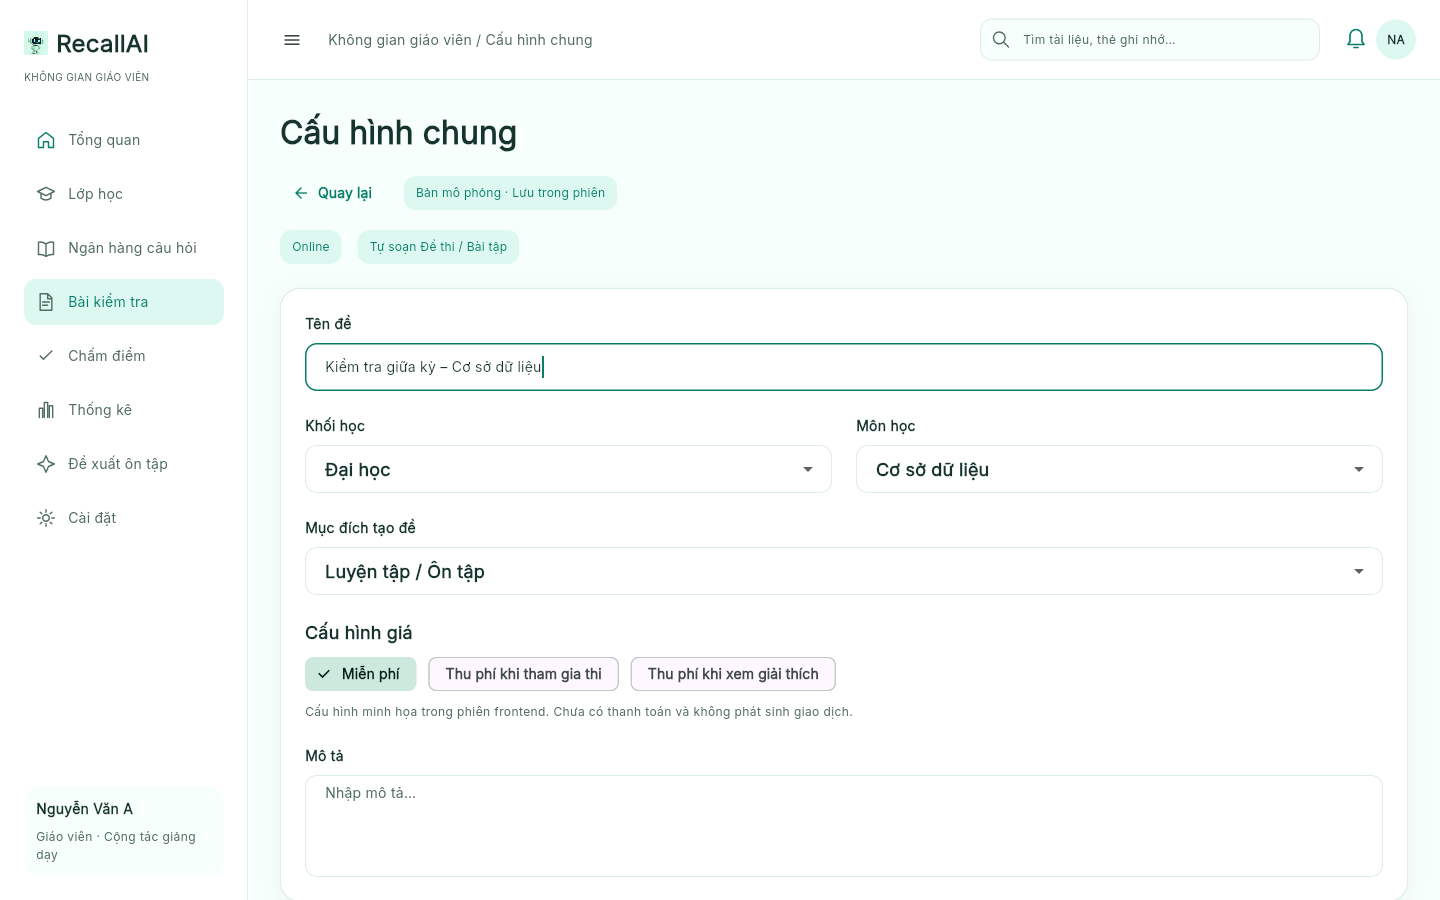 RecallAI
KHÔNG GIAN GIÁO VIÊN
Tổng quan
Lớp học
Ngân hàng câu hỏi
Bài kiểm tra
Chấm điểm
Thống kê
Đề xuất ôn tập
Cài đặt
Nguyễn Văn A
Giáo viên · Cộng tác giảng
dạy
Không gian giáo viên / Cấu hình chung
Tìm tài liệu, thẻ ghi nhớ...
NA
Cấu hình chung
Quay lại
Bản mô phỏng · Lưu trong phiên
Online
Tự soạn Đề thi / Bài tập
Tên đề
Kiểm tra giữa kỳ – Cơ sở dữ liệu
Khối học
Môn học
Đại học
Cơ sở dữ liệu
Mục đích tạo đề
Luyện tập / Ôn tập
Cấu hình giá
Miễn phí
Thu phí khi tham gia thi
Thu phí khi xem giải thích
Cấu hình minh họa trong phiên frontend. Chưa có thanh toán và không phát sinh giao dịch.
Mô tả
Nhập mô tả...